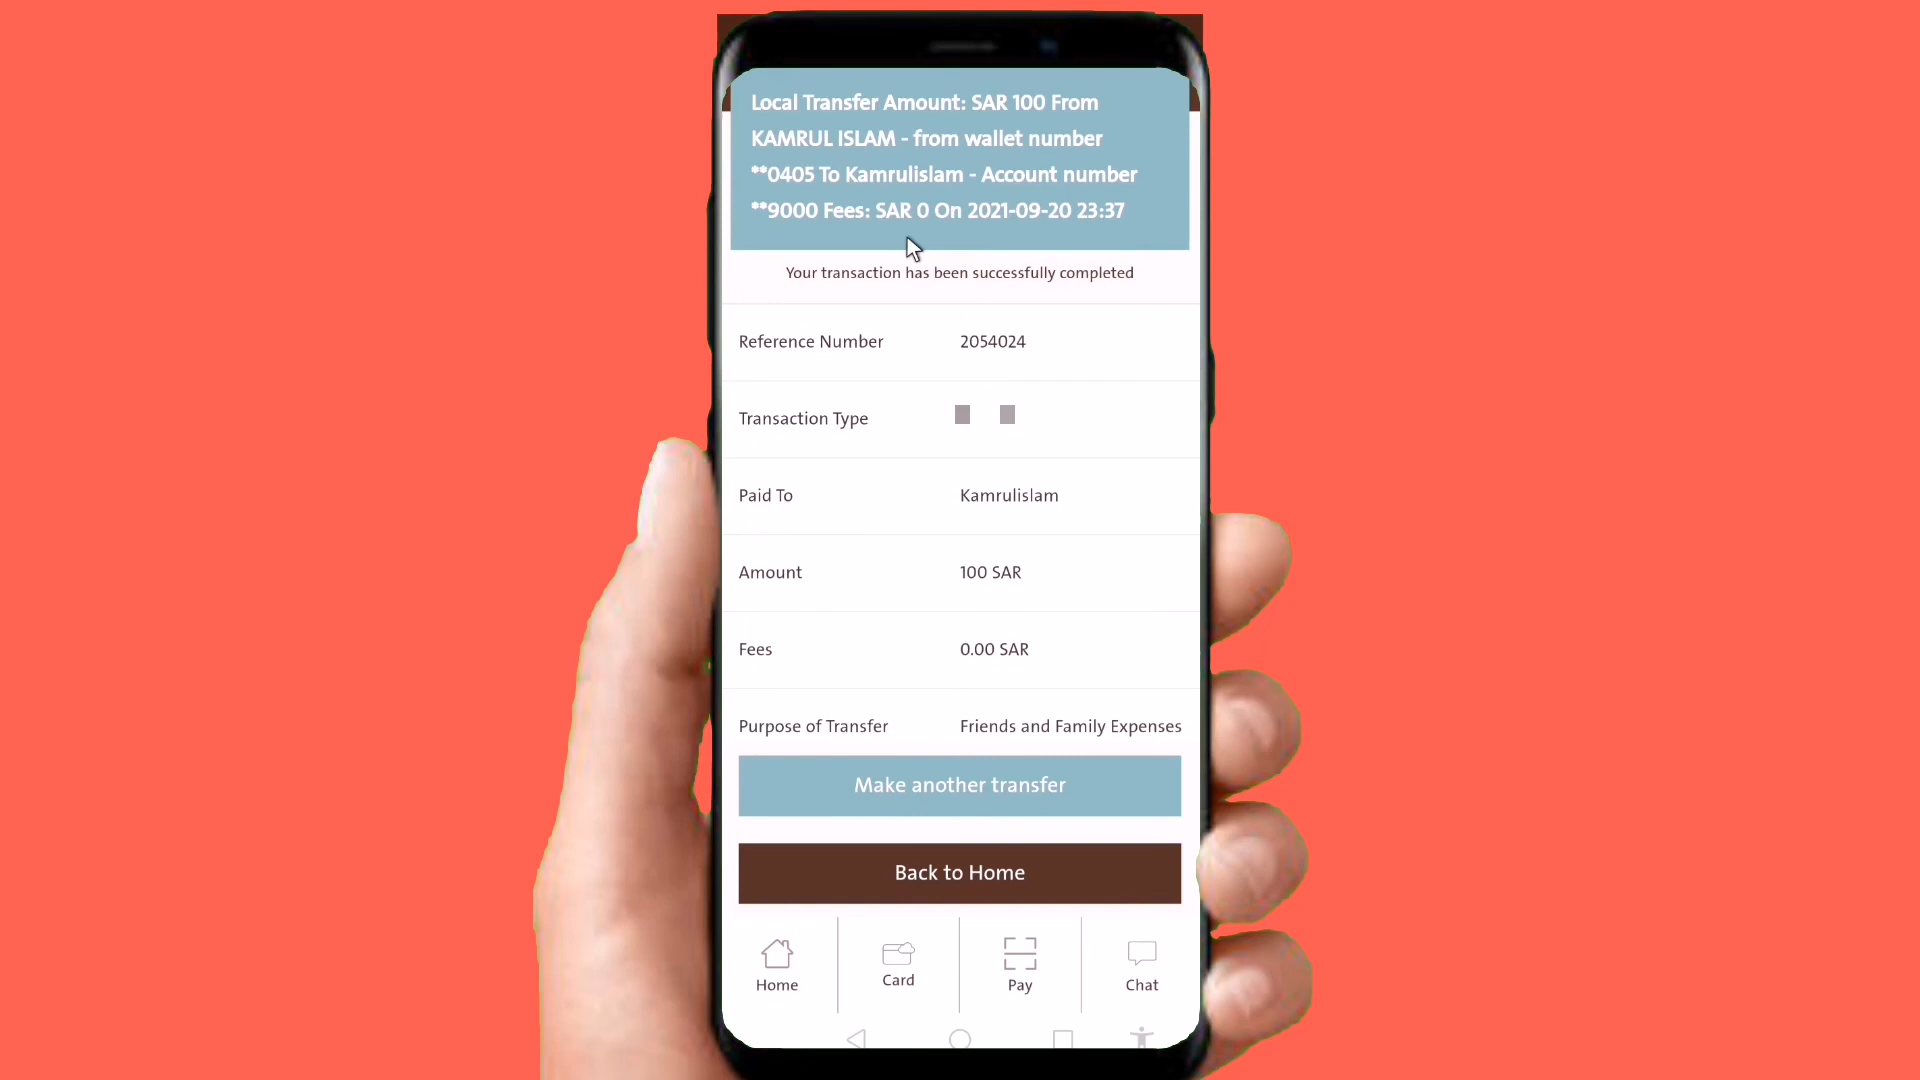 Local Transfer Amount: SAR 100 From
KAMRUL ISLAM - from wallet number
**0405 To Kamrulislam - Account number
**9000 Fees: SAR 0 On 2021-09-20 23:37
Your transaction has been successfully completed
Reference Number 2054024
Transaction Type
Paid To Kamrulislam
Amount 100 SAR
Fees 0.00 SAR
Purpose of Transfer Friends and Family Expenses
Make another transfer
Back to Home
Home Card Pay Chat